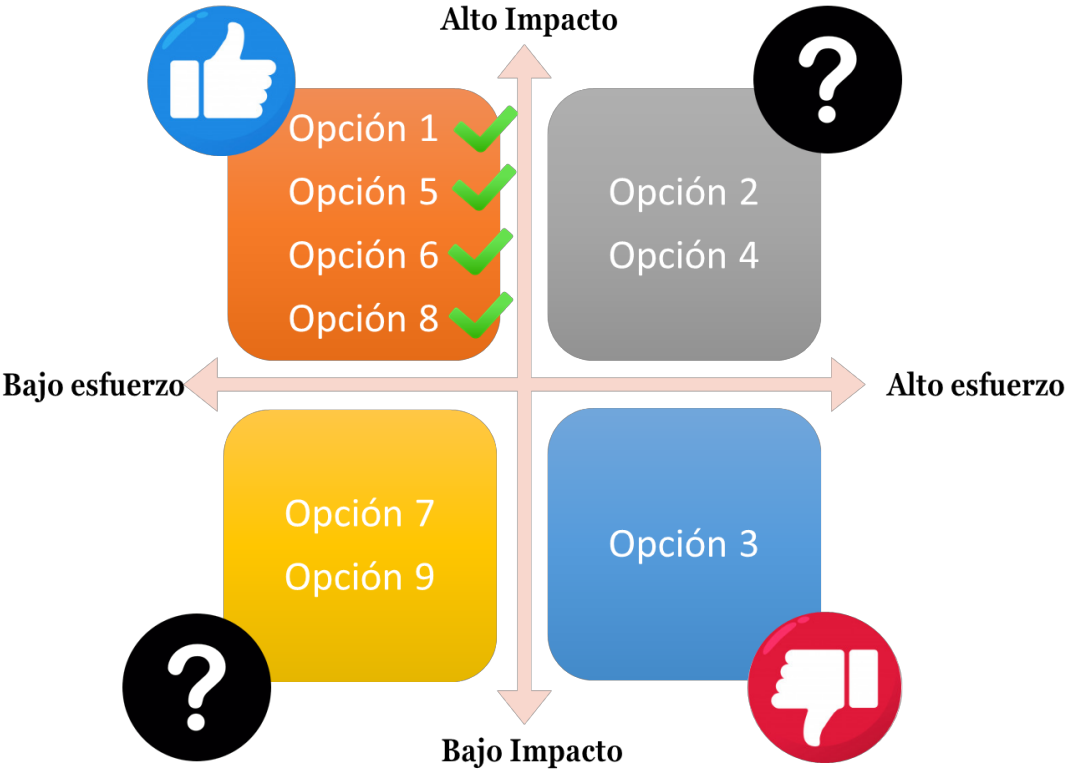 Alto Impacto
Opción 1
Opción 5
Opción 6
Opción 8
Opción 2
Opción 4
Bajo esfuerzo
Alto esfuerzo
Opción 7
Opción 9
Opción 3
Bajo Impacto